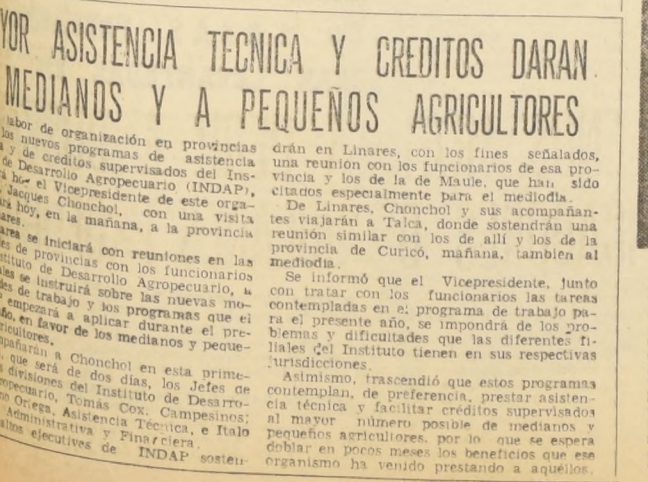 YOR ASISTENCIA TECNICA Y CREDITOS DARAN
MEDIANOS Y A PEQUEÑOS AGRICULTORES
labor de organización en provincias
los nuevos programas de asistencia
y de créditos supervisados del Ins-
de Desarrollo Agropecuario (INDAP),
el Vicepresidente de este orga-
Jacques Chonchol, con una visita
rá hoy, en la mañana, a la provincia
ares.
area se iniciará con reuniones en las
es de provincias con los funcionarios
stituto de Desarrollo Agropecuario, a
les se instruirá sobre las nuevas mo-
des de trabajo y los programas que el
empezará a aplicar durante el pre-
año, en favor de los medianos y peque-
ricultores.
mpañarán a Chonchol en esta prime-
que será de dos días, los Jefes de
divisiones del Instituto de Desarro-
ropecuario, Tomás Cox, Campesinos;
no Ortega, Asistencia Técnica, e Italo
Administrativa y Financiera.
altos ejecutivos de INDAP sosten-
drán en Linares, con los fines señalados,
una reunión con los funcionarios de esa pro-
vincia y los de la de Maule, que han sido
citados especialmente para el mediodía.
De Linares, Chonchol y sus acompañan-
tes viajarán a Talca, donde sostendrán una
reunión similar con los de allí y los de la
provincia de Curicó, mañana, tambien al
mediodía.
Se informó que el Vicepresidente, junto
con tratar con los funcionarios las tareas
contempladas en el programa de trabajo pa-
ra el presente año, se impondrá de los pro-
blemas y dificultades que las diferentes fi-
liales del Instituto tienen en sus respectivas
jurisdicciones.
Asimismo, trascendió que estos programas
contemplan, de preferencia, prestar asisten-
cia técnica y facilitar créditos supervisados
al mayor número posible de medianos y
pequeños agricultores, por lo que se espera
doblar en pocos meses los beneficios que ese
organismo ha venido prestando a aquéllos.